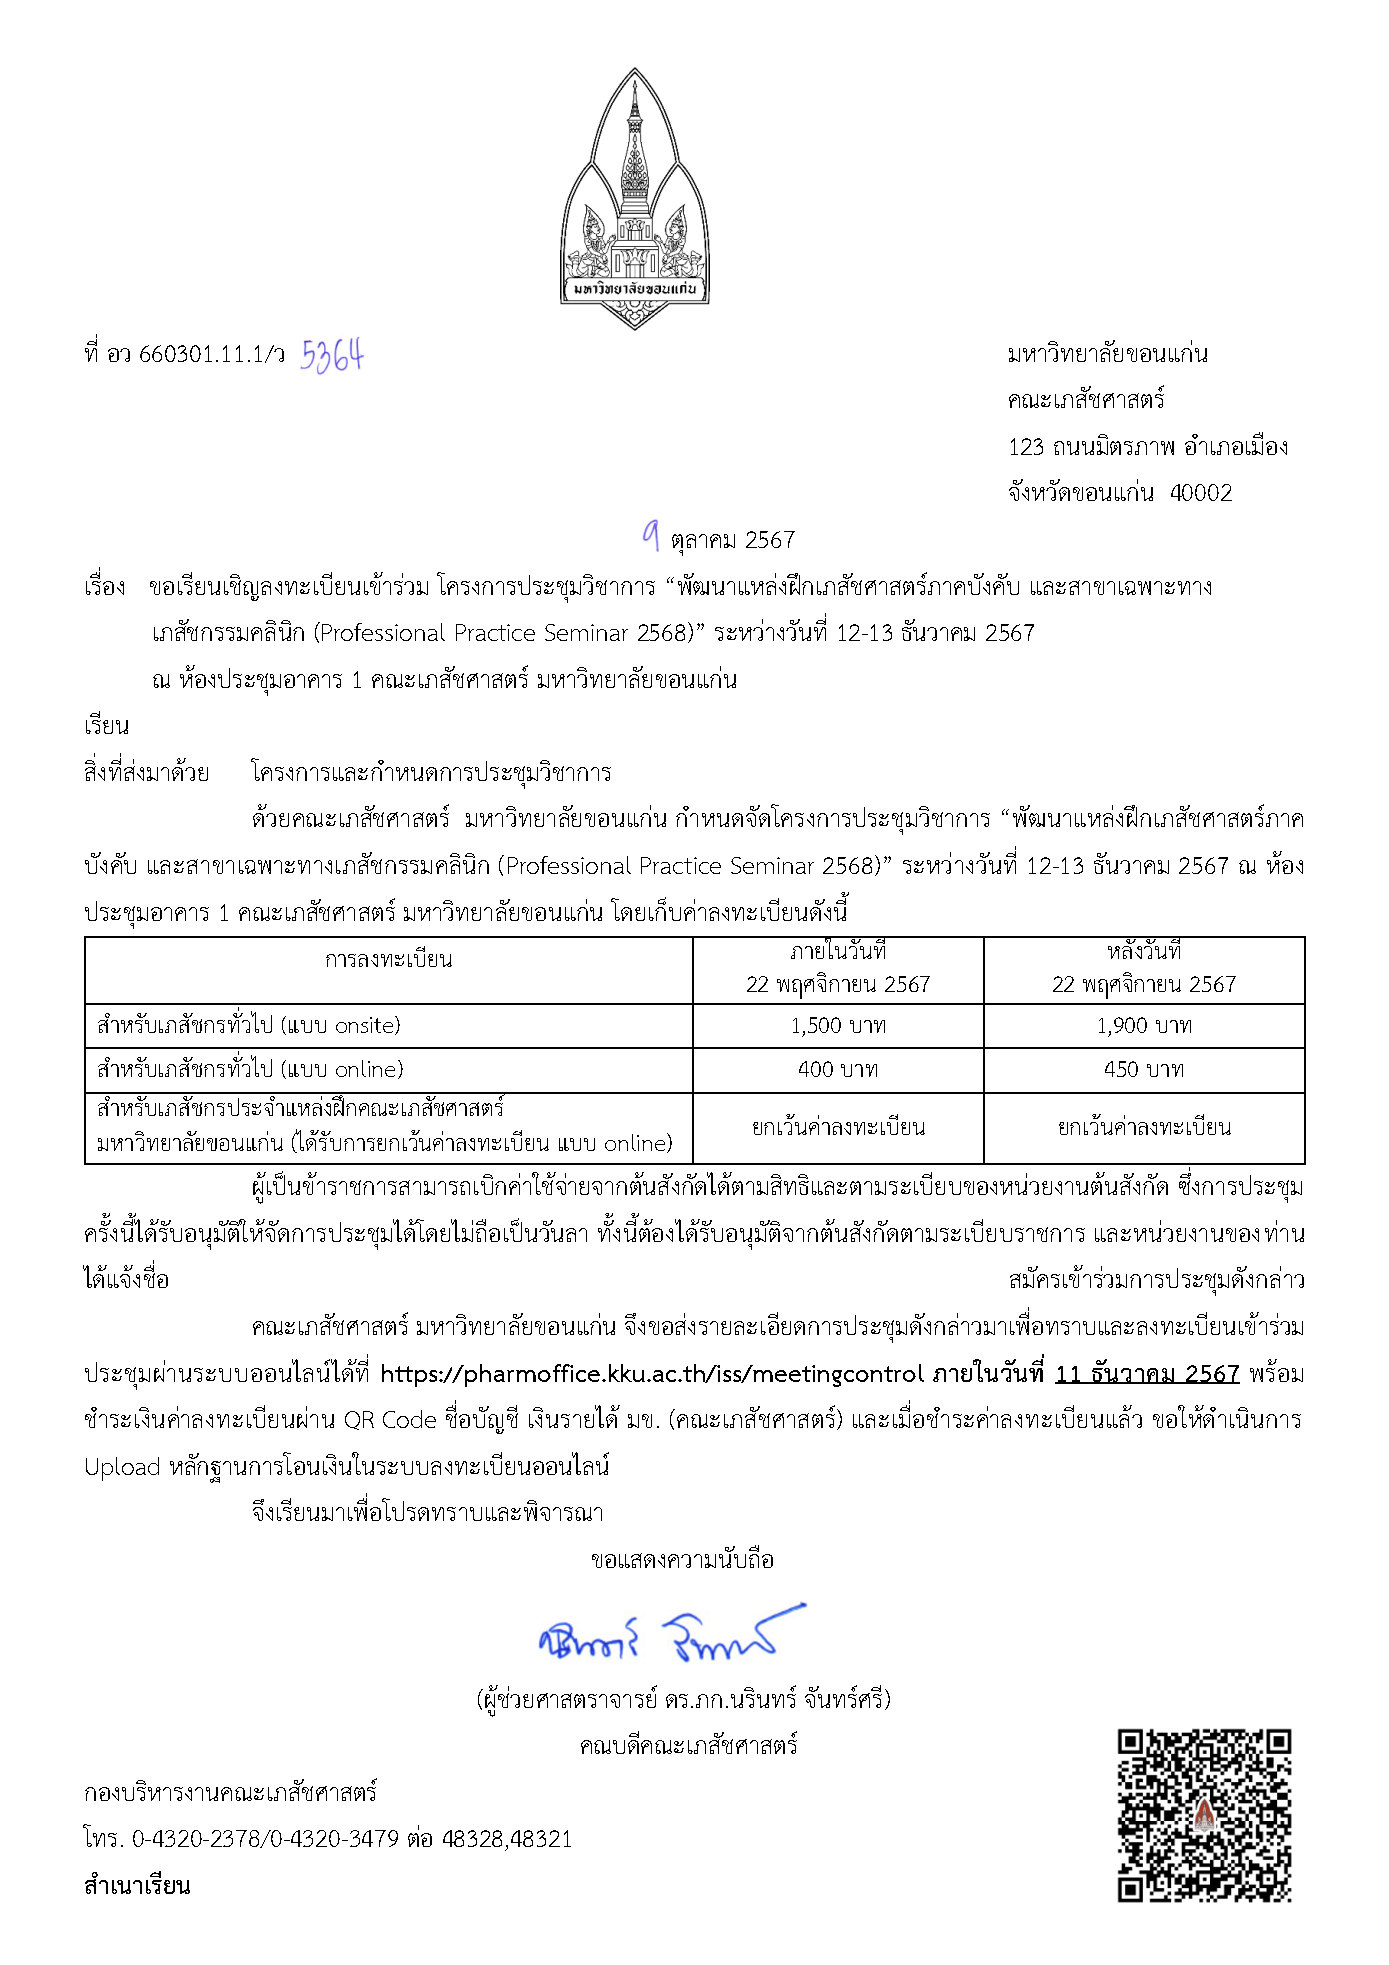 มหาวิทยาลัยขอนแก่น
ที่ อว 660301.11.1/ว 5364
มหาวิทยาลัยขอนแก่น
คณะเภสัชศาสตร์
123 ถนนมิตรภาพ อำเภอเมือง
จังหวัดขอนแก่น 40002
9 ตุลาคม 2567
เรื่อง ขอเรียนเชิญลงทะเบียนเข้าร่วม โครงการประชุมวิชาการ “พัฒนาแหล่งฝึกเภสัชศาสตร์ภาคบังคับ และสาขาเฉพาะทาง
เภสัชกรรมคลินิก (Professional Practice Seminar 2568)” ระหว่างวันที่ 12-13 ธันวาคม 2567
ณ ห้องประชุมอาคาร 1 คณะเภสัชศาสตร์ มหาวิทยาลัยขอนแก่น
เรียน
สิ่งที่ส่งมาด้วย โครงการและกำหนดการประชุมวิชาการ
ด้วยคณะเภสัชศาสตร์ มหาวิทยาลัยขอนแก่น กำหนดจัดโครงการประชุมวิชาการ “พัฒนาแหล่งฝึกเภสัชศาสตร์ภาค
บังคับ และสาขาเฉพาะทางเภสัชกรรมคลินิก (Professional Practice Seminar 2568)” ระหว่างวันที่ 12-13 ธันวาคม 2567 ณ ห้อง
ประชุมอาคาร 1 คณะเภสัชศาสตร์ มหาวิทยาลัยขอนแก่น โดยเก็บค่าลงทะเบียนดังนี้
การลงทะเบียน ภายในวันที่ 22 พฤศจิกายน 2567 หลังวันที่ 22 พฤศจิกายน 2567
สำหรับเภสัชกรทั่วไป (แบบ onsite) 1,500 บาท 1,900 บาท
สำหรับเภสัชกรทั่วไป (แบบ online) 400 บาท 450 บาท
สำหรับเภสัชกรประจำแหล่งฝึกคณะเภสัชศาสตร์
มหาวิทยาลัยขอนแก่น (ได้รับการยกเว้นค่าลงทะเบียน แบบ online) ยกเว้นค่าลงทะเบียน ยกเว้นค่าลงทะเบียน
ผู้เป็นข้าราชการสามารถเบิกค่าใช้จ่ายจากต้นสังกัดได้ตามสิทธิและตามระเบียบของหน่วยงานต้นสังกัด ซึ่งการประชุม
ครั้งนี้ได้รับอนุมัติให้จัดการประชุมได้โดยไม่ถือเป็นวันลา ทั้งนี้ต้องได้รับอนุมัติจากต้นสังกัดตามระเบียบราชการ และหน่วยงานของท่าน
ได้แจ้งชื่อ สมัครเข้าร่วมการประชุมดังกล่าว
คณะเภสัชศาสตร์ มหาวิทยาลัยขอนแก่น จึงขอส่งรายละเอียดการประชุมดังกล่าวมาเพื่อทราบและลงทะเบียนเข้าร่วม
ประชุมผ่านระบบออนไลน์ได้ที่ https://pharmoffice.kku.ac.th/iss/meetingcontrol ภายในวันที่ 11 ธันวาคม 2567 พร้อม
ชำระเงินค่าลงทะเบียนผ่าน QR Code ชื่อบัญชี เงินรายได้ มข. (คณะเภสัชศาสตร์) และเมื่อชำระค่าลงทะเบียนแล้ว ขอให้ดำเนินการ
Upload หลักฐานการโอนเงินในระบบลงทะเบียนออนไลน์
จึงเรียนมาเพื่อโปรดทราบและพิจารณา
ขอแสดงความนับถือ
(ผู้ช่วยศาสตราจารย์ ดร.ภก.นรินทร์ จันทร์ศรี)
คณบดีคณะเภสัชศาสตร์
กองบริหารงานคณะเภสัชศาสตร์
โทร. 0-4320-2378/0-4320-3479 ต่อ 48328,48321
สำเนาเรียน